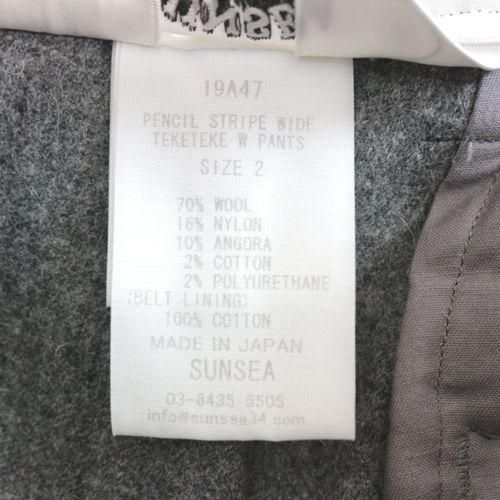 19A47
PENCIL STRIPE WIDE
TEKETEKE W PANTS
SIZE 2
70% WOOL
16% NYLON
10% ANGORA
2% COTTON
2% POLYURETHANE
(BELT LINING)
100% COTTON
MADE IN JAPAN
SUNSEA
03-6435 5505
info@sunsea34.com